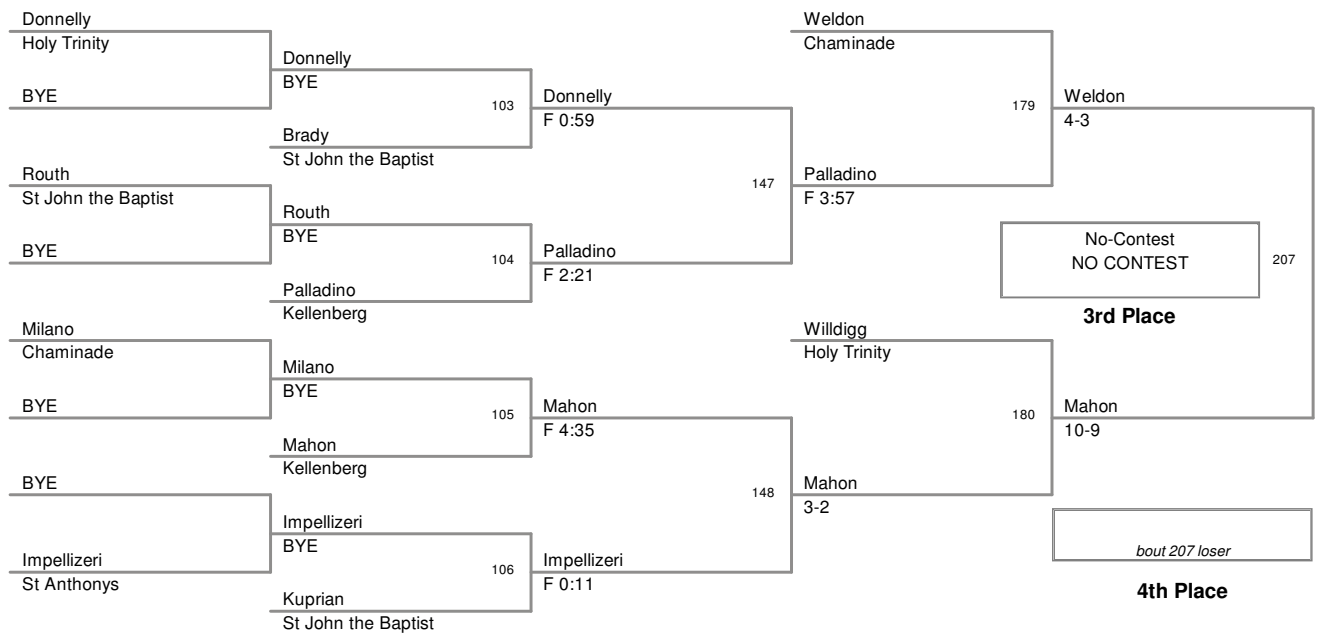 Donnelly
Holy Trinity
BYE
Routh
St John the Baptist
BYE
Milano
Chaminade
BYE
BYE
Impellizeri
St Anthonys
Donnelly
BYE
103
Brady
St John the Baptist
Routh
BYE
104
Palladino
Kellenberg
Milano
BYE
105
Mahon
Kellenberg
Impellizeri
BYE
106
Kuprian
St John the Baptist
Donnelly
F 0:59
147
Palladino
F 2:21
Mahon
F 4:35
148
Impellizeri
F 0:11
Weldon
Chaminade
179
Palladino
F 3:57
Willdigg
Holy Trinity
180
Mahon
3-2
Weldon
4-3
No-Contest
NO CONTEST
207
3rd Place
Mahon
10-9
bout 207 loser
4th Place